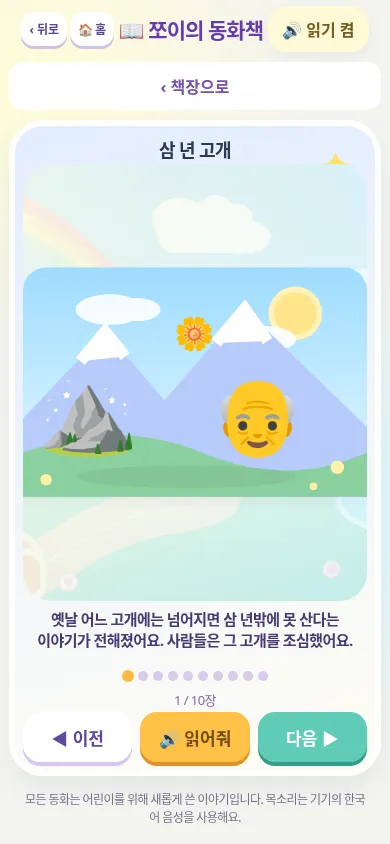 ‹ 뒤로 🏠 홈 📖 쪼이의 동화책 🔊 읽기 켬
‹ 책장으로
삼 년 고개
옛날 어느 고개에는 넘어지면 삼 년밖에 못 산다는
이야기가 전해졌어요. 사람들은 그 고개를 조심했어요.
1 / 10장
◀ 이전 🔊 읽어줘 다음 ▶
모든 동화는 어린이를 위해 새롭게 쓴 이야기입니다. 목소리는 기기의 한국
어 음성을 사용해요.